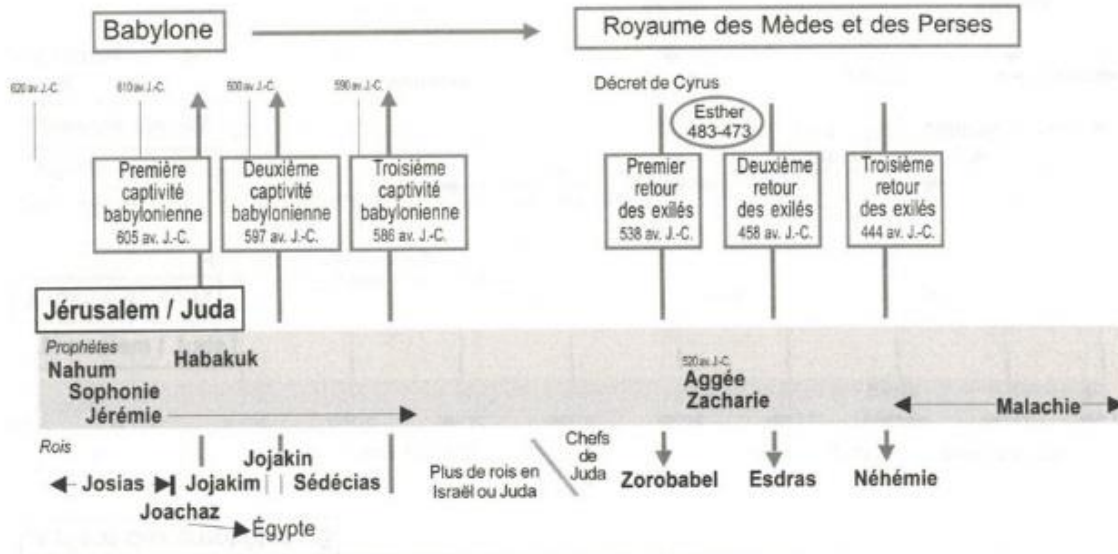 Babylone
Royaume des Mèdes et des Perses
620 av. J.-C.
610 av. J.-C.
600 av. J.-C.
590 av. J.-C.
Décret de Cyrus
Esther
483-473
Première
captivité
babylonienne
605 av. J.-C.
Deuxième
captivité
babylonienne
597 av. J.-C.
Troisième
captivité
babylonienne
586 av. J.-C.
Premier
retour
des exilés
538 av. J.-C.
Deuxième
retour
des exilés
458 av. J.-C.
Troisième
retour
des exilés
444 av. J.-C.
Jérusalem / Juda
Prophètes
Nahum
Sophonie
Jérémie
Habakuk
520 av. J.-C.
Aggée
Zacharie
Malachie
Rois
Josias
Jojakim
Jojakin
Sédécias
Joachaz
Égypte
Plus de rois en
Israël ou Juda
Chefs
de
Juda
Zorobabel
Esdras
Néhémie